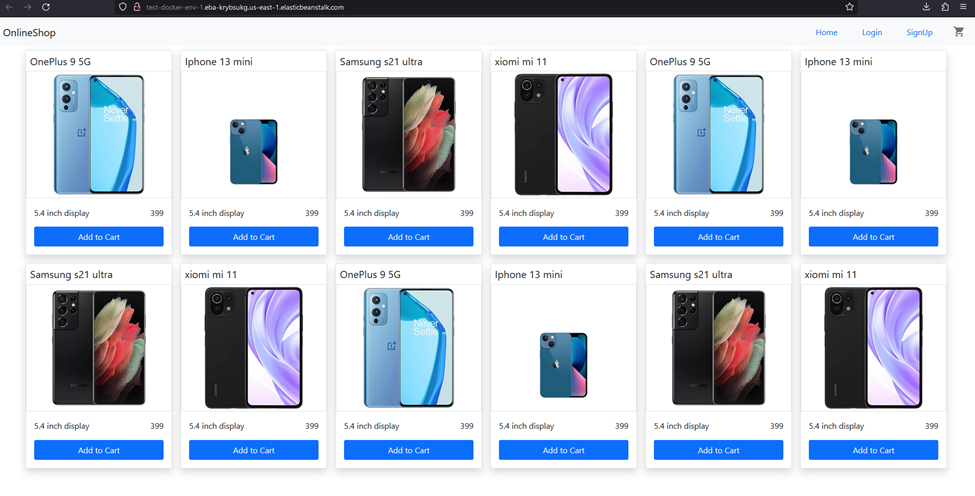 test-docker-env-1.eba-krybsukg.us-east-1.elasticbeanstalk.com
OnlineShop Home Login SignUp
OnePlus 9 5G Iphone 13 mini Samsung s21 ultra xiomi mi 11 OnePlus 9 5G Iphone 13 mini
Never Never
Settle Settle
5.4 inch display 399 5.4 inch display 399 5.4 inch display 399 5.4 inch display 399 5.4 inch display 399 5.4 inch display 399
Add to Cart Add to Cart Add to Cart Add to Cart Add to Cart Add to Cart
Samsung s21 ultra xiomi mi 11 OnePlus 9 5G Iphone 13 mini Samsung s21 ultra xiomi mi 11
Never
Settle
5.4 inch display 399 5.4 inch display 399 5.4 inch display 399 5.4 inch display 399 5.4 inch display 399 5.4 inch display 399
Add to Cart Add to Cart Add to Cart Add to Cart Add to Cart Add to Cart